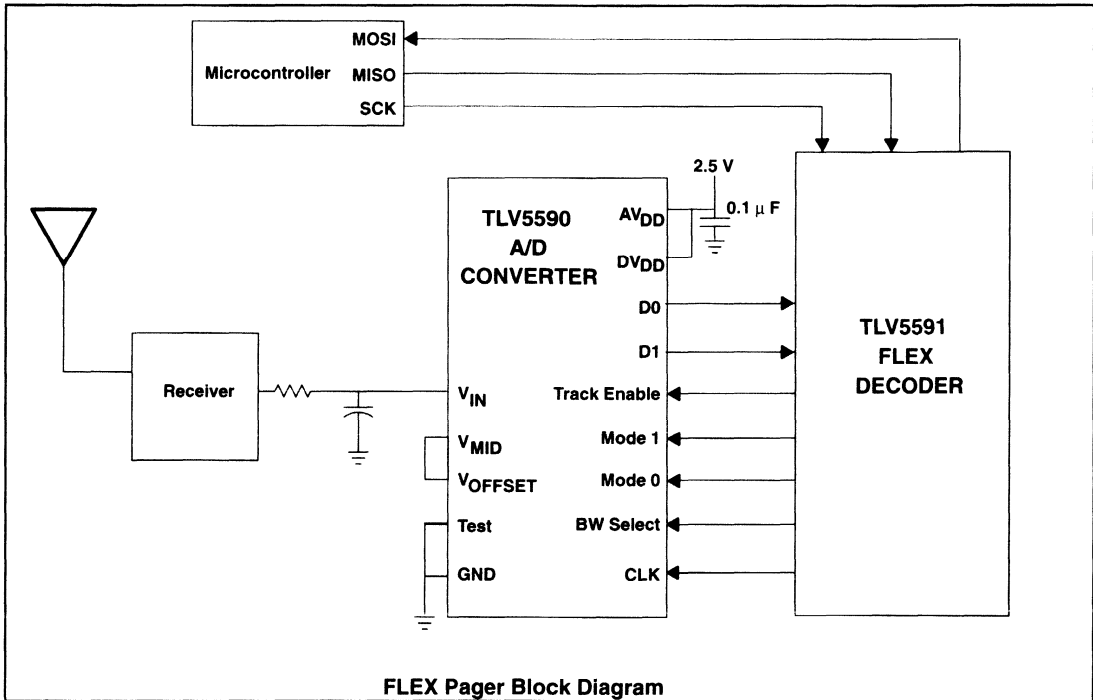 MOSI
Microcontroller
MISO
SCK
2.5 V
TLV5590
A/D
CONVERTER
AVDD
0.1 μ F
DVDD
D0
D1
TLV5591
FLEX
DECODER
Receiver
VIN
Track Enable
VMID
Mode 1
VOFFSET
Mode 0
Test
BW Select
GND
CLK
FLEX Pager Block Diagram